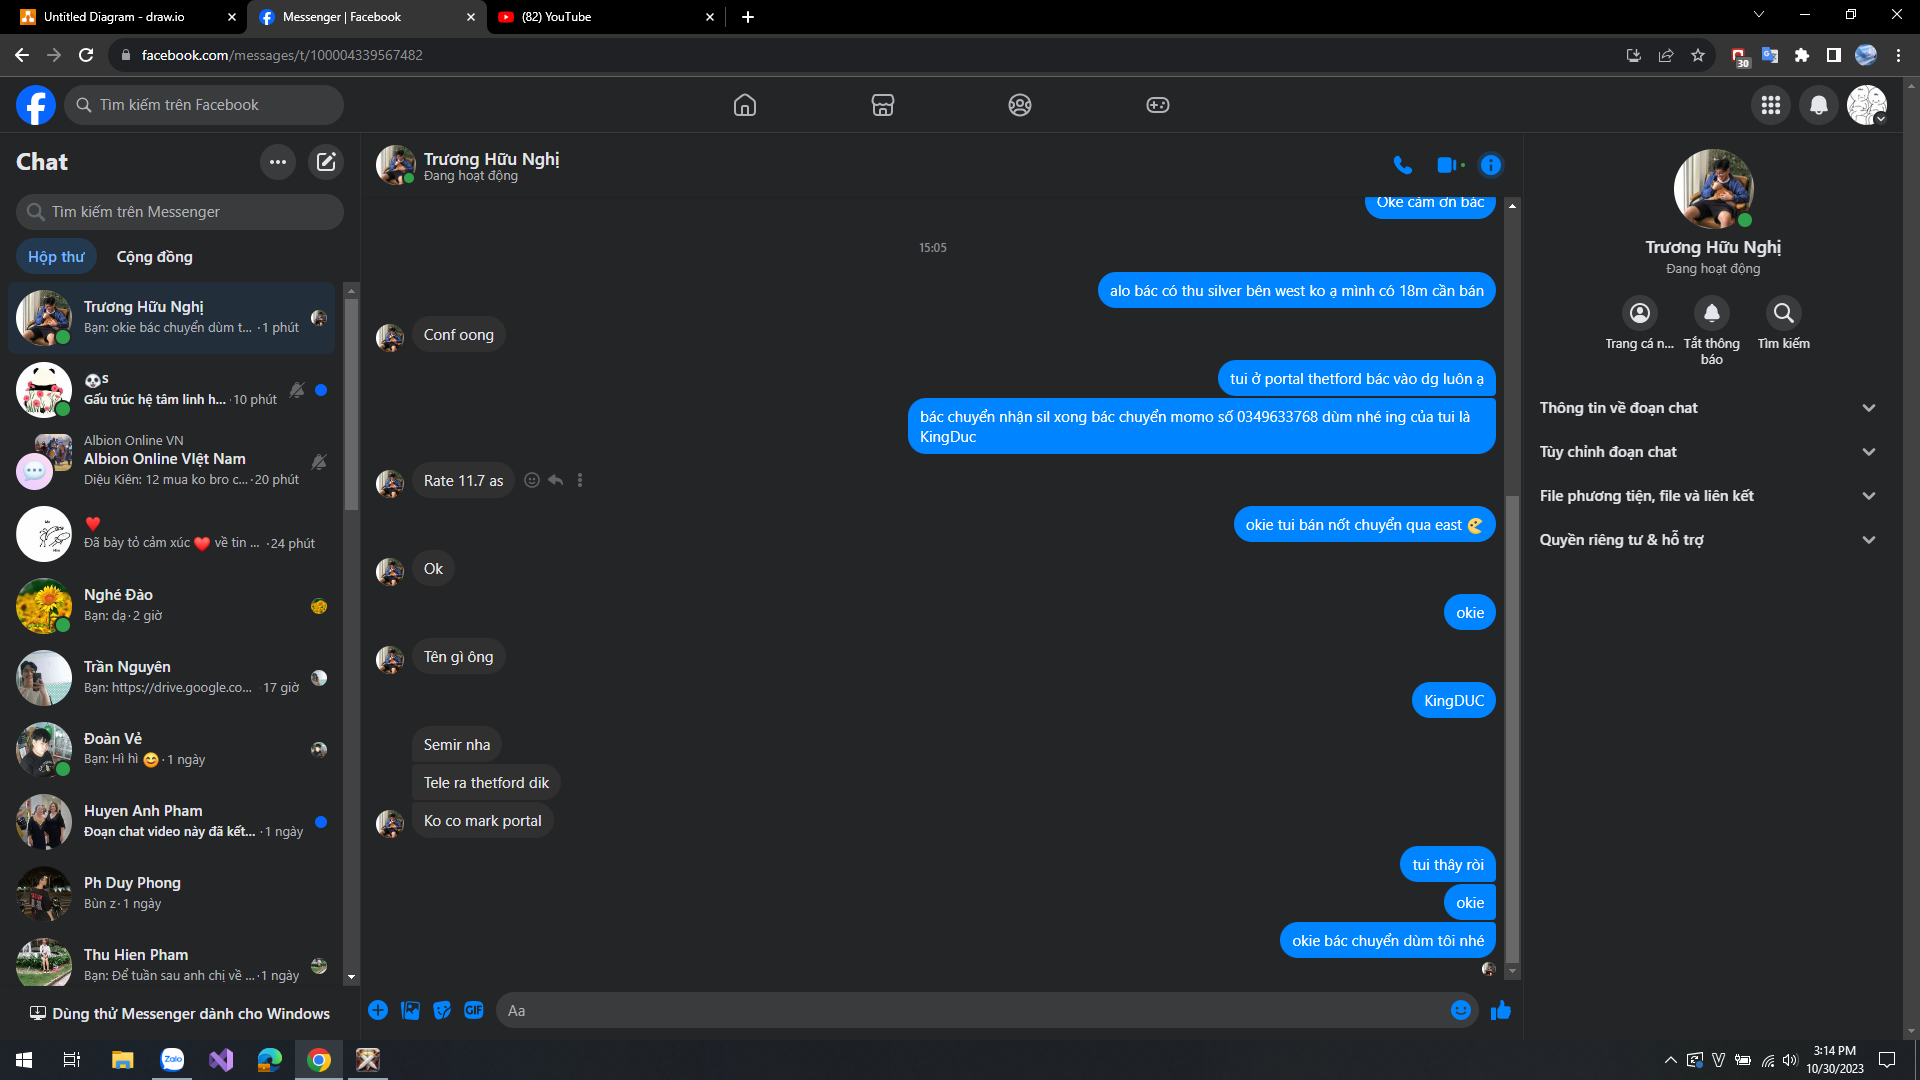 Untitled Diagram - draw.io
Messenger | Facebook
(82) YouTube
facebook.com/messages/t/100004339567482
30
Tìm kiếm trên Facebook
Chat
Tìm kiếm trên Messenger
Hộp thư
Cộng đồng
Trương Hữu Nghị
Bạn: okie bác chuyển dùm t... · 1 phút
s
Gấu trúc hệ tâm linh h... · 10 phút
Albion Online VN
Albion Online VIệt Nam
Diệu Kiên: 12 mua ko bro c... · 20 phút
Đã bày tỏ cảm xúc ❤️ về tin ... · 24 phút
Nghé Đào
Bạn: dạ · 2 giờ
Trần Nguyên
Bạn: https://drive.google.co... · 17 giờ
Đoàn Vẻ
Bạn: Hì hì 😊 · 1 ngày
Huyen Anh Pham
Đoạn chat video này đã kết... · 1 ngày
Ph Duy Phong
Bùn z · 1 ngày
Thu Hien Pham
Bạn: Để tuần sau anh chị về ... · 1 ngày
Dùng thử Messenger dành cho Windows
Trương Hữu Nghị
Đang hoạt động
Oke cảm ơn bác
15:05
alo bác có thu silver bên west ko ạ mình có 18m cần bán
Conf oong
tui ở portal thetford bác vào dg luôn ạ
bác chuyển nhận sil xong bác chuyển momo số 0349633768 dùm nhé ing của tui là
KingDuc
Rate 11.7 as
okie tui bán nốt chuyển qua east
Ok
okie
Tên gì ông
KingDUC
Semir nha
Tele ra thetford dik
Ko co mark portal
tui thấy ròi
okie
okie bác chuyển dùm tôi nhé
GIF
Aa
Trương Hữu Nghị
Đang hoạt động
Trang cá n...
Tắt thông
báo
Tìm kiếm
Thông tin về đoạn chat
Tùy chỉnh đoạn chat
File phương tiện, file và liên kết
Quyền riêng tư & hỗ trợ
Zalo
3:14 PM
10/30/2023